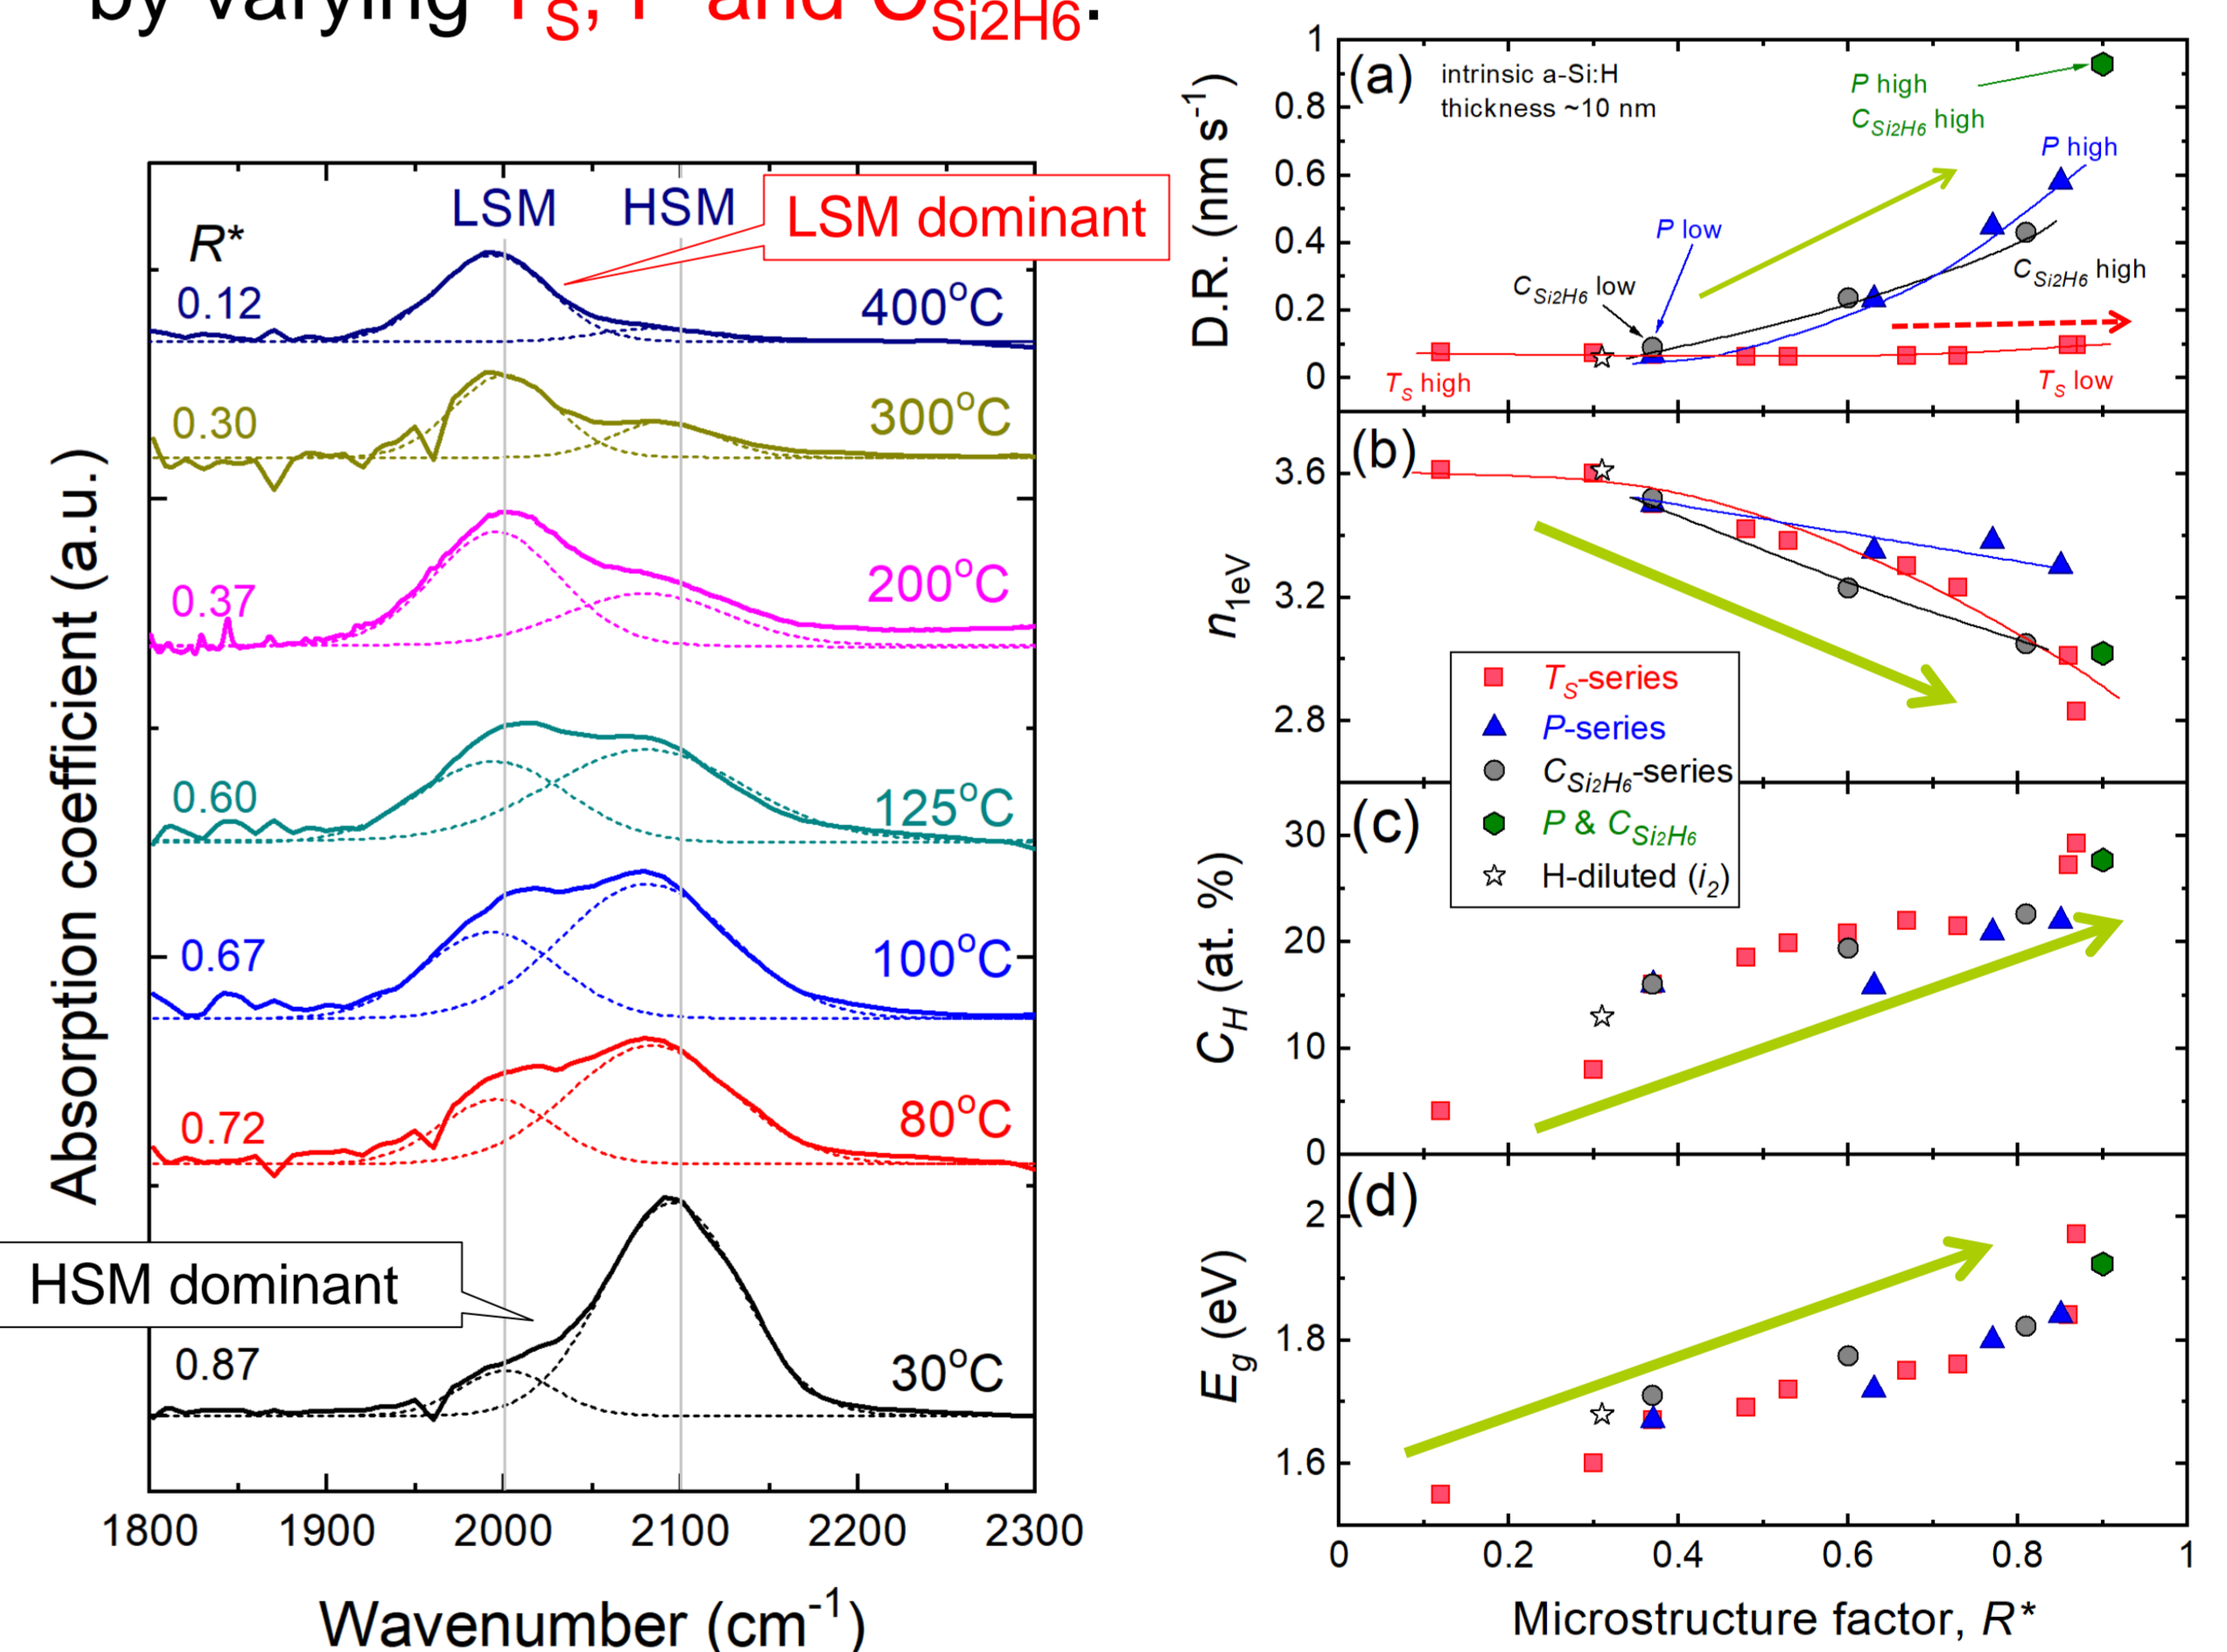 by varying T_S, P and C_Si2H6.
LSM HSM
LSM dominant
R*
0.12 400°C
0.30 300°C
0.37 200°C
0.60 125°C
0.67 100°C
0.72 80°C
HSM dominant
0.87 30°C
1800 1900 2000 2100 2200 2300
Wavenumber (cm⁻¹)
Absorption coefficient (a.u.)
(a)
intrinsic a-Si:H
thickness ~10 nm
P high
C_Si2H6 high
P high
P low
C_Si2H6 low
C_Si2H6 high
T_S high
T_S low
1
0.8
0.6
0.4
0.2
0
D.R. (nm s⁻¹)
(b)
3.6
3.2
2.8
n_1eV
T_S-series
P-series
C_Si2H6-series
P & C_Si2H6
H-diluted (i_2)
(c)
30
20
10
0
C_H (at. %)
(d)
2
1.8
1.6
E_g (eV)
0 0.2 0.4 0.6 0.8 1
Microstructure factor, R*